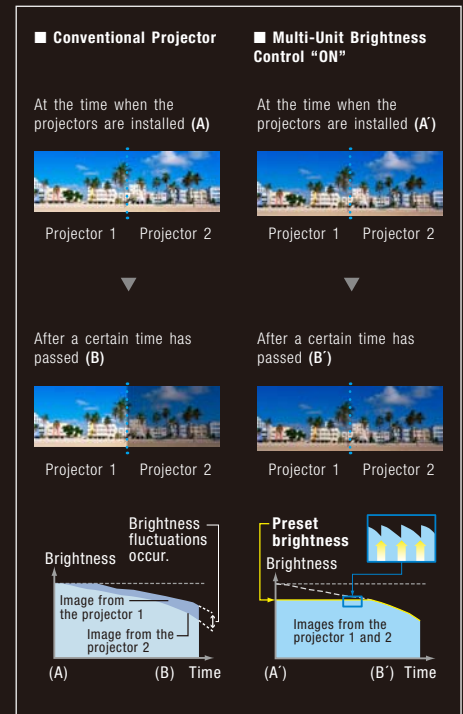 ■ Conventional Projector
At the time when the
projectors are installed (A)
Projector 1 Projector 2
After a certain time has
passed (B)
Projector 1 Projector 2
Brightness
fluctuations
occur.
Brightness
Image from
the projector 1
Image from the
projector 2
(A) (B) Time
■ Multi-Unit Brightness
Control “ON”
At the time when the
projectors are installed (A´)
Projector 1 Projector 2
After a certain time has
passed (B´)
Projector 1 Projector 2
Preset
brightness
Brightness
Images from the
projector 1 and 2
(A´) (B´) Time